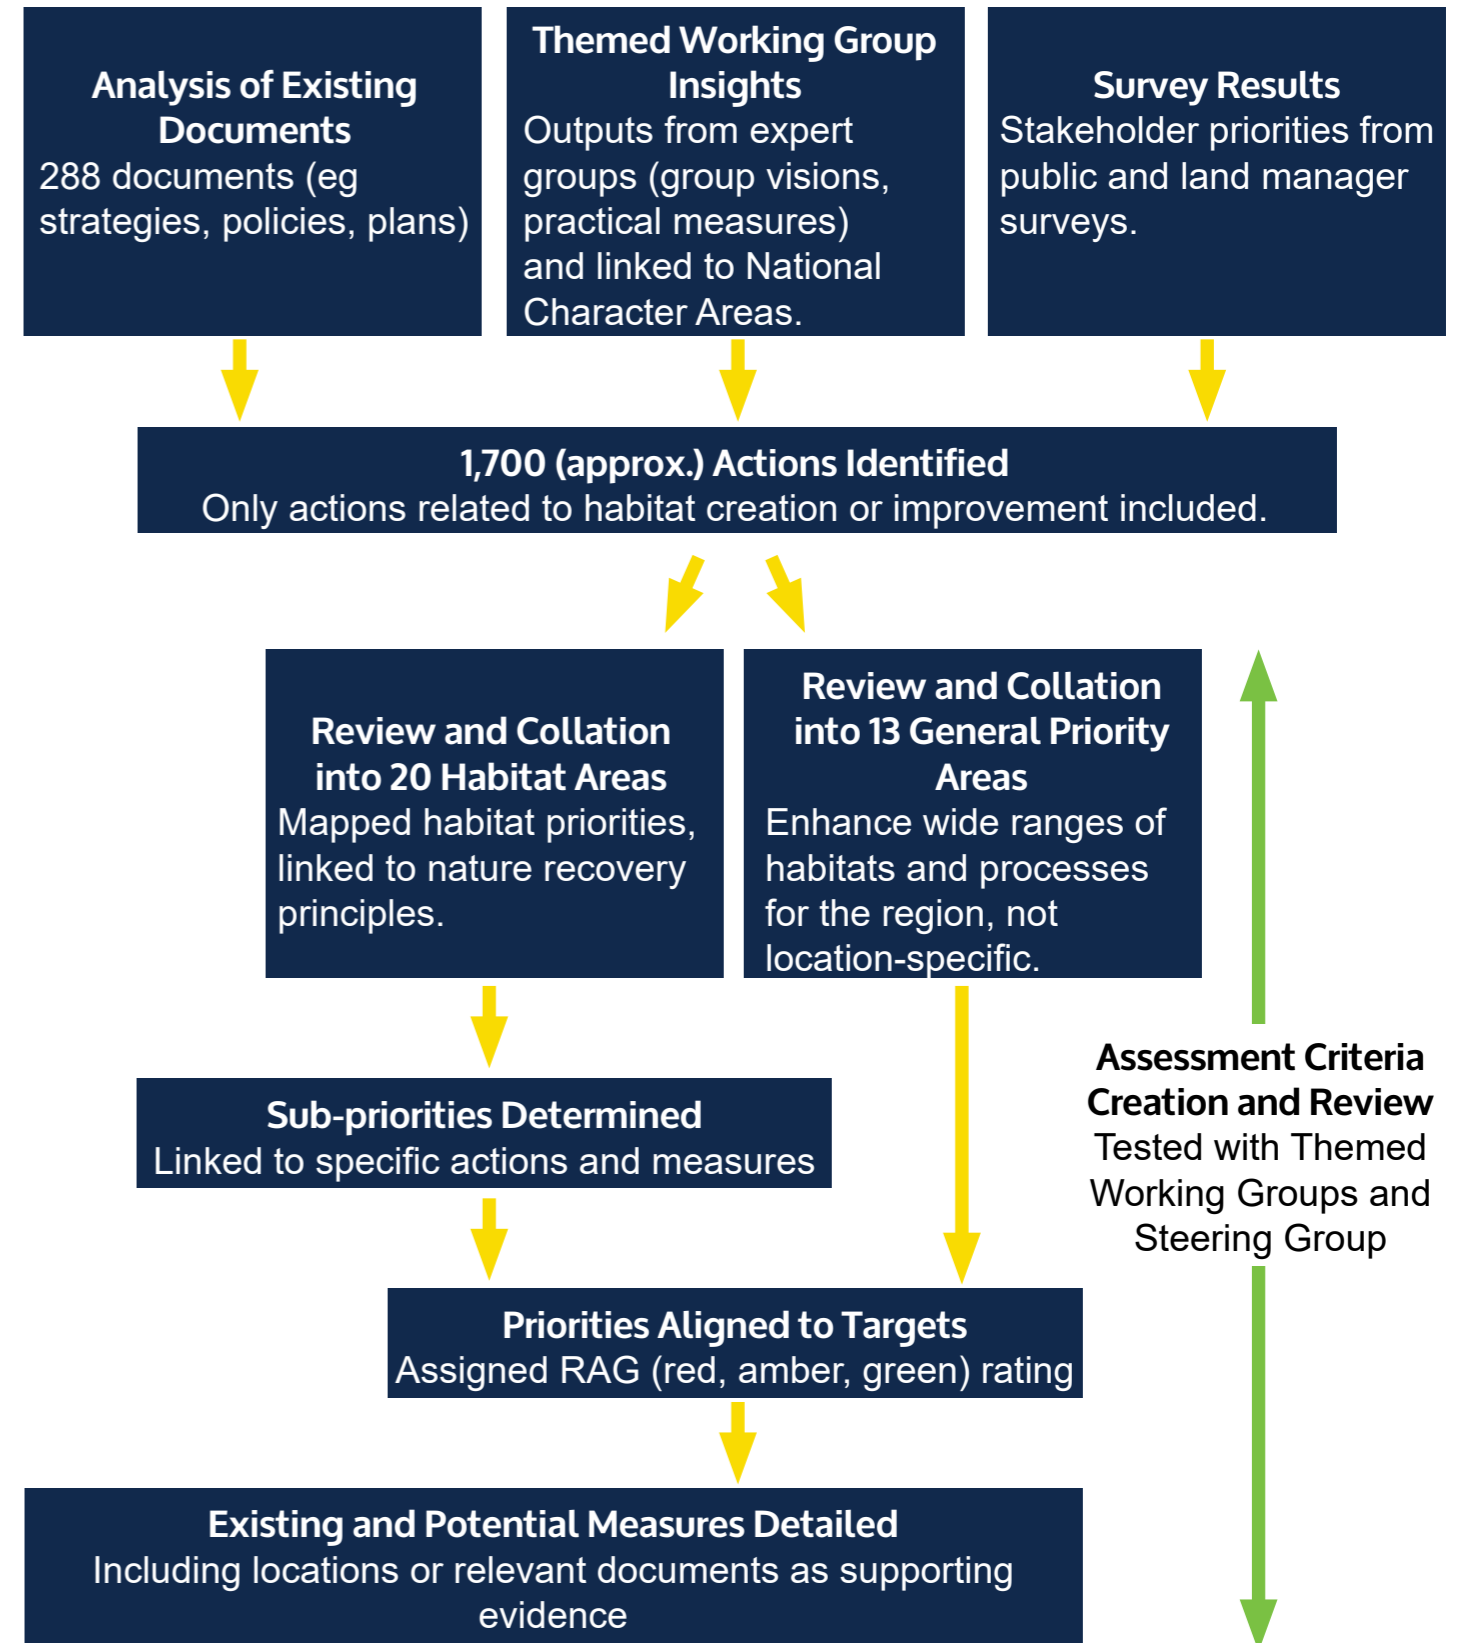 Analysis of Existing
Documents
288 documents (eg
strategies, policies, plans)
Themed Working Group
Insights
Outputs from expert
groups (group visions,
practical measures)
and linked to National
Character Areas.
Survey Results
Stakeholder priorities from
public and land manager
surveys.
1,700 (approx.) Actions Identified
Only actions related to habitat creation or improvement included.
Review and Collation
into 20 Habitat Areas
Mapped habitat priorities,
linked to nature recovery
principles.
Review and Collation
into 13 General Priority
Areas
Enhance wide ranges of
habitats and processes
for the region, not
location-specific.
Sub-priorities Determined
Linked to specific actions and measures
Assessment Criteria
Creation and Review
Tested with Themed
Working Groups and
Steering Group
Priorities Aligned to Targets
Assigned RAG (red, amber, green) rating
Existing and Potential Measures Detailed
Including locations or relevant documents as supporting
evidence